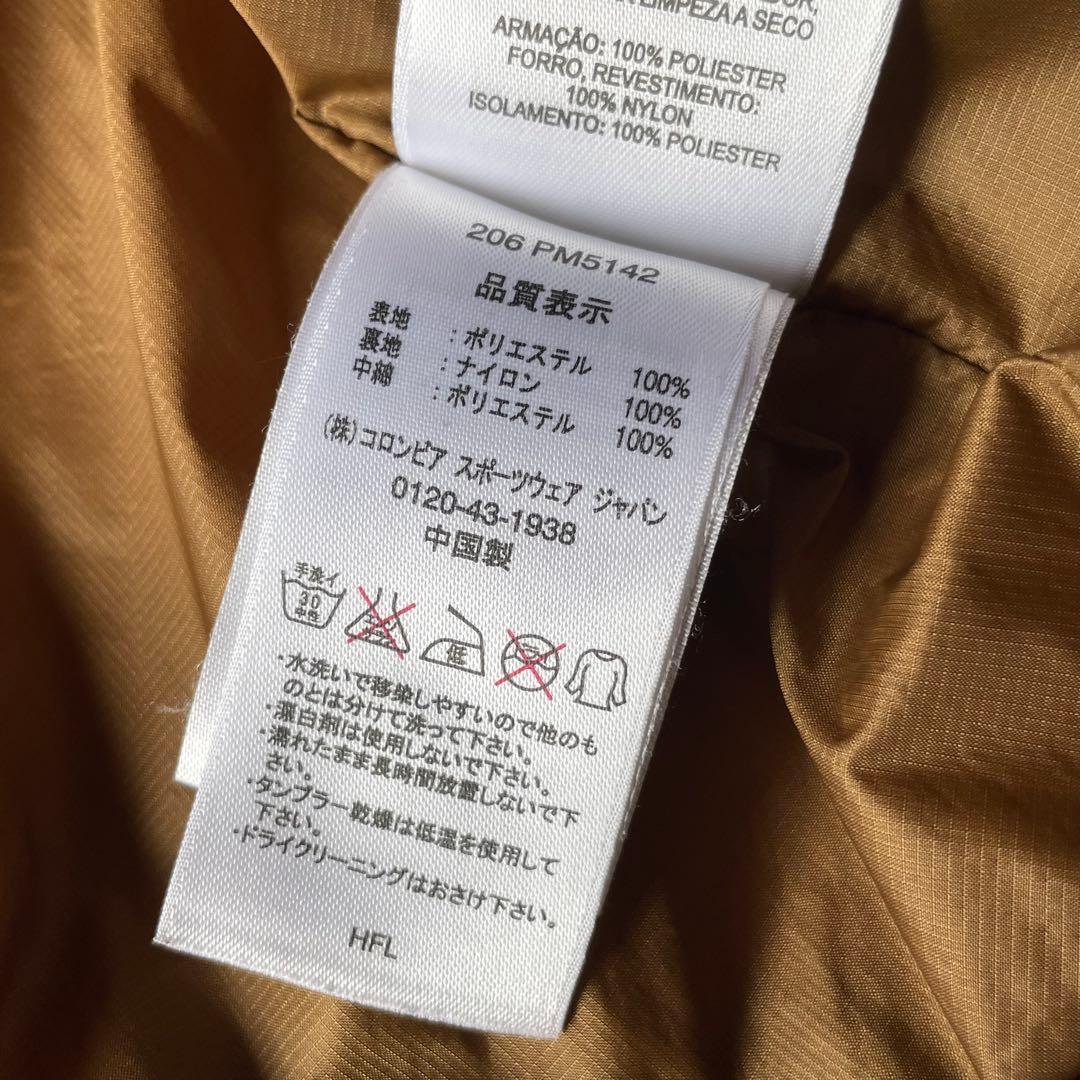 LIMPEZA A SECO
ARMAÇÃO: 100% POLIESTER
FORRO, REVESTIMENTO:
100% NYLON
ISOLAMENTO: 100% POLIESTER
206 PM5142
品質表示
表地 : ポリエステル 100%
裏地 : ナイロン 100%
中綿 : ポリエステル 100%
(株)コロンビア スポーツウェア ジャパン
0120-43-1938
中国製
手洗イ
30
中性
低
・水洗いで移染しやすいので他のも
のとは分けて洗って下さい。
・漂白剤は使用しないで下さい。
・濡れたまま長時間放置しないで下
さい。
・タンブラー乾燥は低温を使用して
下さい。
・ドライクリーニングはおさけ下さい。
HFL